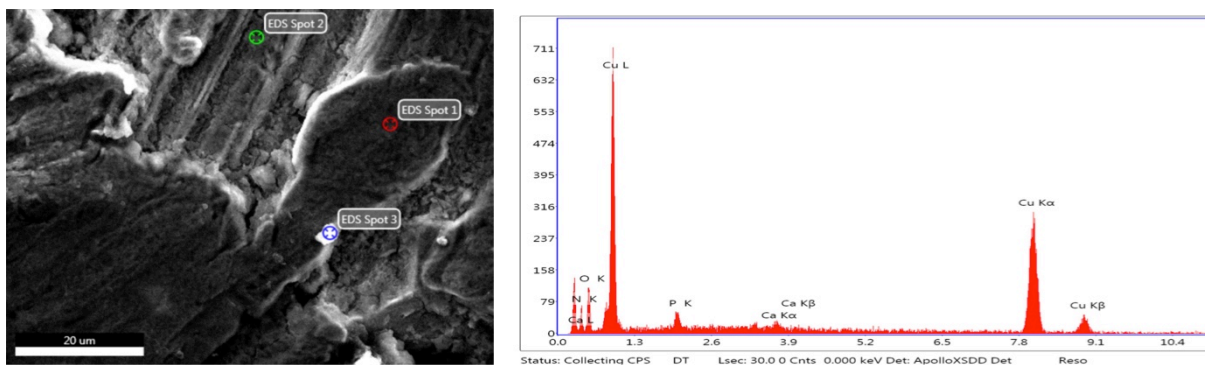 EDS Spot 2
EDS Spot 1
EDS Spot 3
20 um
711
632
553
474
395
316
237
158
79
0
Cu L
O K
N K
Ca L
P K
Ca Kβ
Ca Kα
Cu Kα
Cu Kβ
0.0 1.3 2.6 3.9 5.2 6.5 7.8 9.1 10.4
Status: Collecting CPS DT Lsec: 30.0 0 Cnts 0.000 keV Det: ApolloXSDD Det Reso